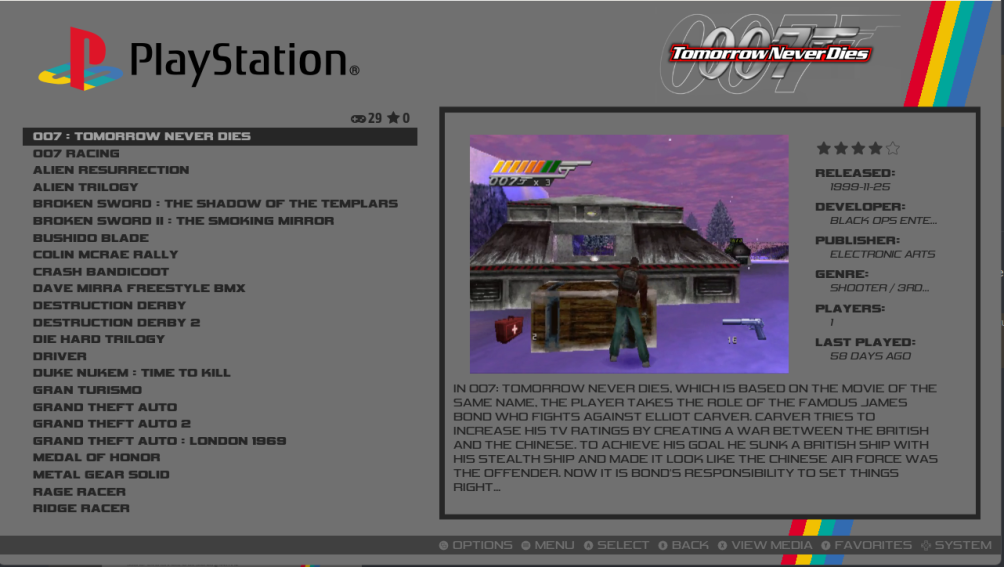 PlayStation®
007
Tomorrow Never Dies
29 0
007 : TOMORROW NEVER DIES
007 RACING
ALIEN RESURRECTION
ALIEN TRILOGY
BROKEN SWORD : THE SHADOW OF THE TEMPLARS
BROKEN SWORD II : THE SMOKING MIRROR
BUSHIDO BLADE
COLIN MCRAE RALLY
CRASH BANDICOOT
DAVE MIRRA FREESTYLE BMX
DESTRUCTION DERBY
DESTRUCTION DERBY 2
DIE HARD TRILOGY
DRIVER
DUKE NUKEM : TIME TO KILL
GRAN TURISMO
GRAND THEFT AUTO
GRAND THEFT AUTO 2
GRAND THEFT AUTO : LONDON 1969
MEDAL OF HONOR
METAL GEAR SOLID
RAGE RACER
RIDGE RACER
007 x 3
2
16
RELEASED:
1999-11-25
DEVELOPER:
BLACK OPS ENTE...
PUBLISHER:
ELECTRONIC ARTS
GENRE:
SHOOTER / 3RD...
PLAYERS:
1
LAST PLAYED:
58 DAYS AGO
IN 007: TOMORROW NEVER DIES, WHICH IS BASED ON THE MOVIE OF THE
SAME NAME, THE PLAYER TAKES THE ROLE OF THE FAMOUS JAMES
BOND WHO FIGHTS AGAINST ELLIOT CARVER. CARVER TRIES TO
INCREASE HIS TV RATINGS BY CREATING A WAR BETWEEN THE BRITISH
AND THE CHINESE. TO ACHIEVE HIS GOAL HE SUNK A BRITISH SHIP WITH
HIS STEALTH SHIP AND MADE IT LOOK LIKE THE CHINESE AIR FORCE WAS
THE OFFENDER. NOW IT IS BOND'S RESPONSIBILITY TO SET THINGS
RIGHT...
OPTIONS MENU SELECT BACK VIEW MEDIA FAVORITES SYSTEM